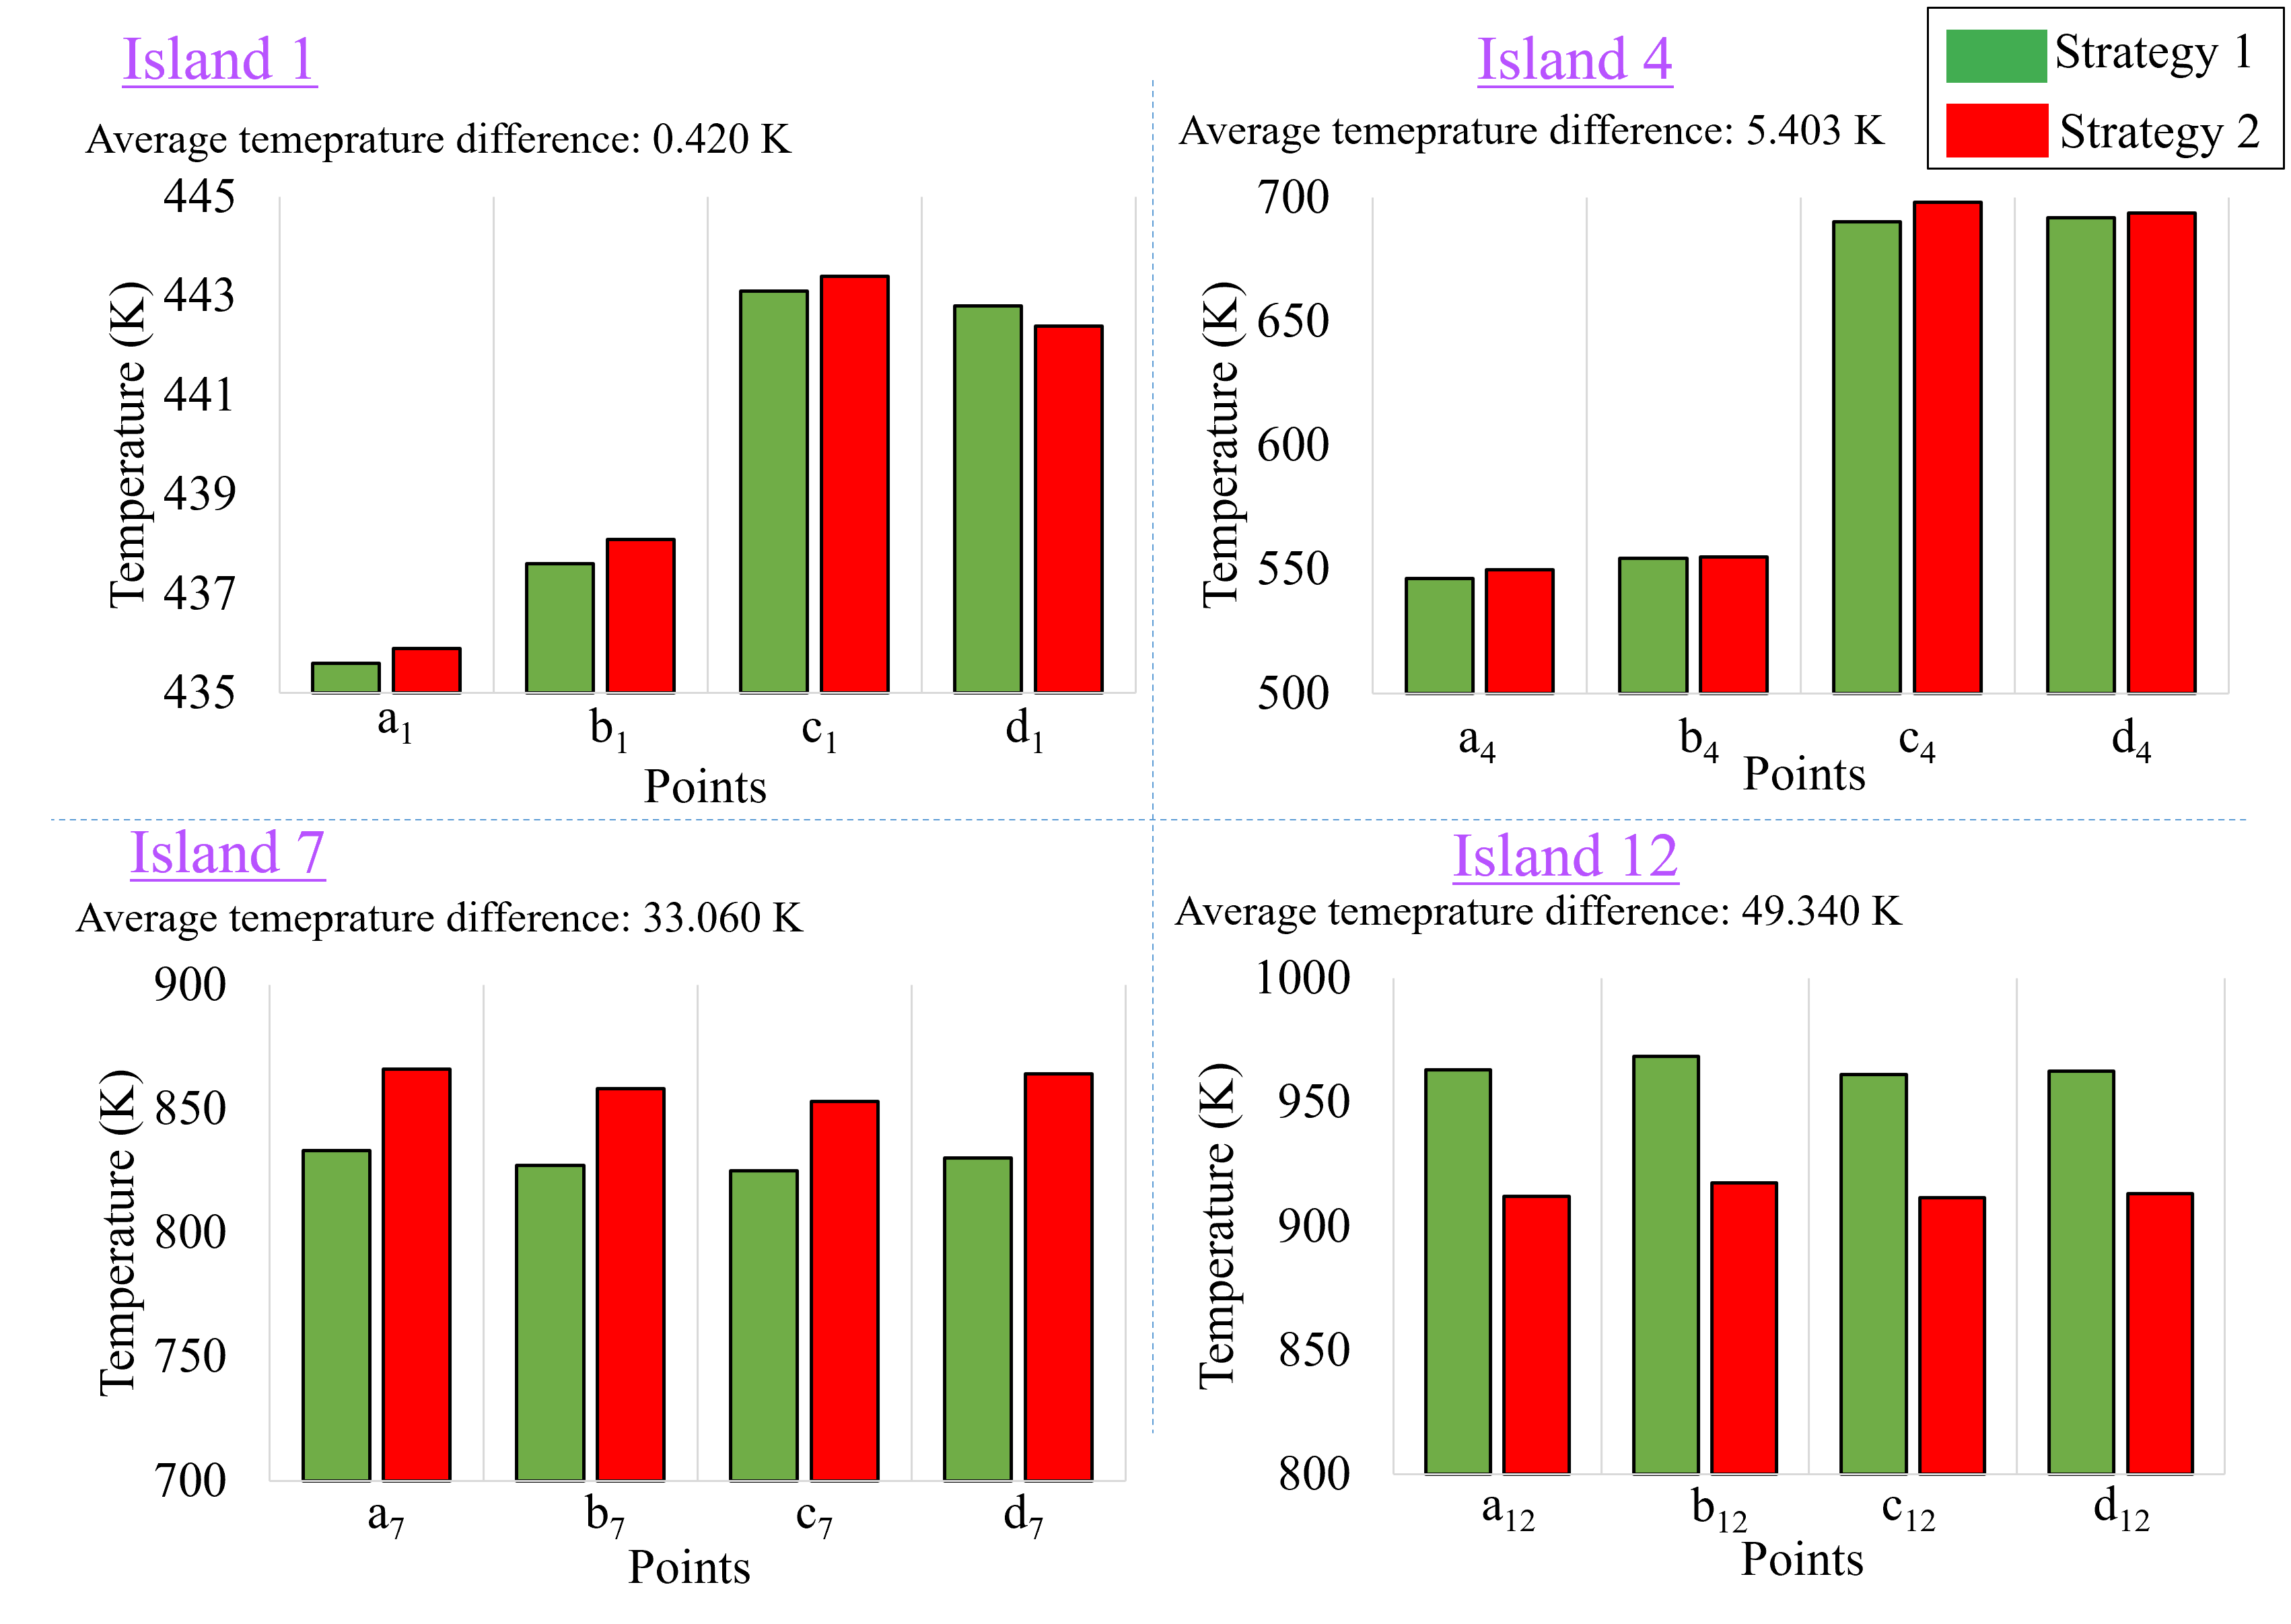 Island 1
Average temeprature difference: 0.420 K
445
443
441
439
437
435
Temperature (K)
a1
b1
c1
d1
Points
Island 4
Average temeprature difference: 5.403 K
Strategy 1
Strategy 2
700
650
600
550
500
Temperature (K)
a4
b4
c4
d4
Points
Island 7
Average temeprature difference: 33.060 K
900
850
800
750
700
Temperature (K)
a7
b7
c7
d7
Points
Island 12
Average temeprature difference: 49.340 K
1000
950
900
850
800
Temperature (K)
a12
b12
c12
d12
Points